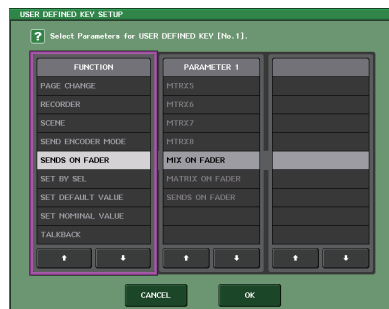 USER DEFINED KEY SETUP
? Select Parameters for USER DEFINED KEY [No.1].
FUNCTION
PAGE CHANGE
RECORDER
SCENE
SEND ENCODER MODE
SENDS ON FADER
SET BY SEL
SET DEFAULT VALUE
SET NOMINAL VALUE
TALKBACK
PARAMETER 1
MTRX5
MTRX6
MTRX7
MTRX8
MIX ON FADER
MATRIX ON FADER
SENDS ON FADER
CANCEL
OK